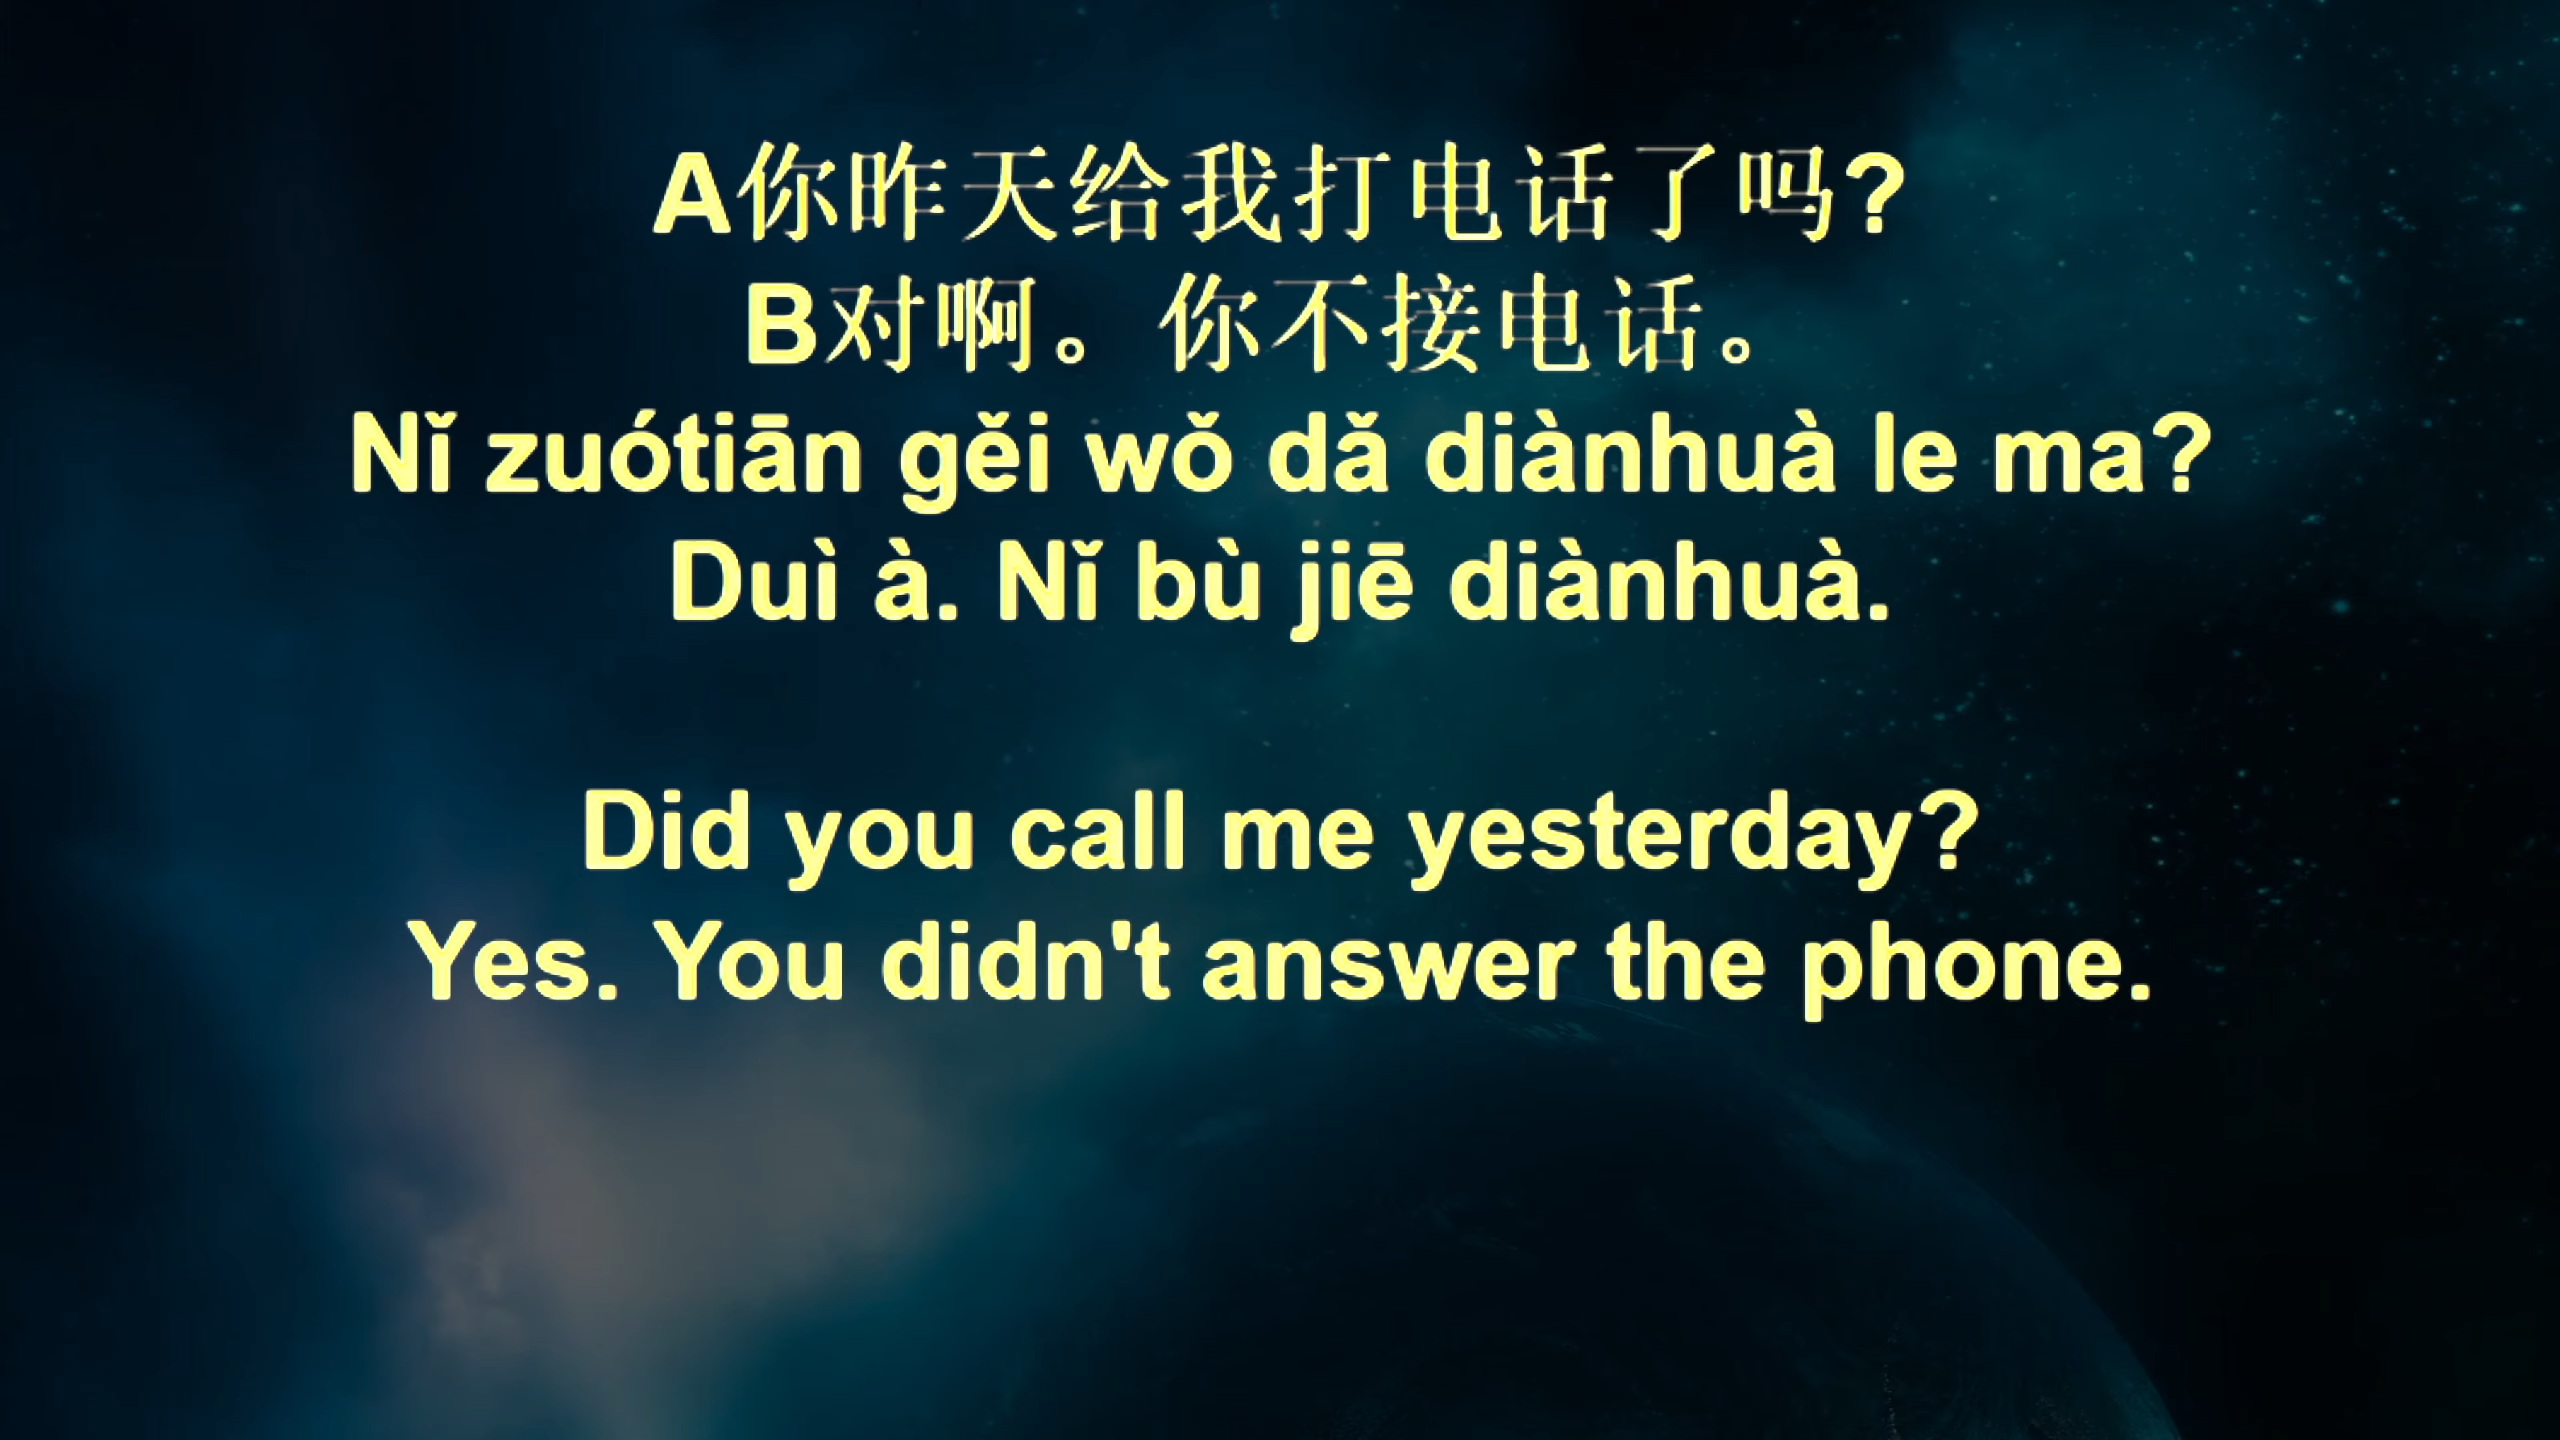 A你昨天给我打电话了吗?
B对啊。你不接电话。
Nǐ zuótiān gěi wǒ dǎ diànhuà le ma?
Duì à. Nǐ bù jiē diànhuà.
Did you call me yesterday?
Yes. You didn't answer the phone.